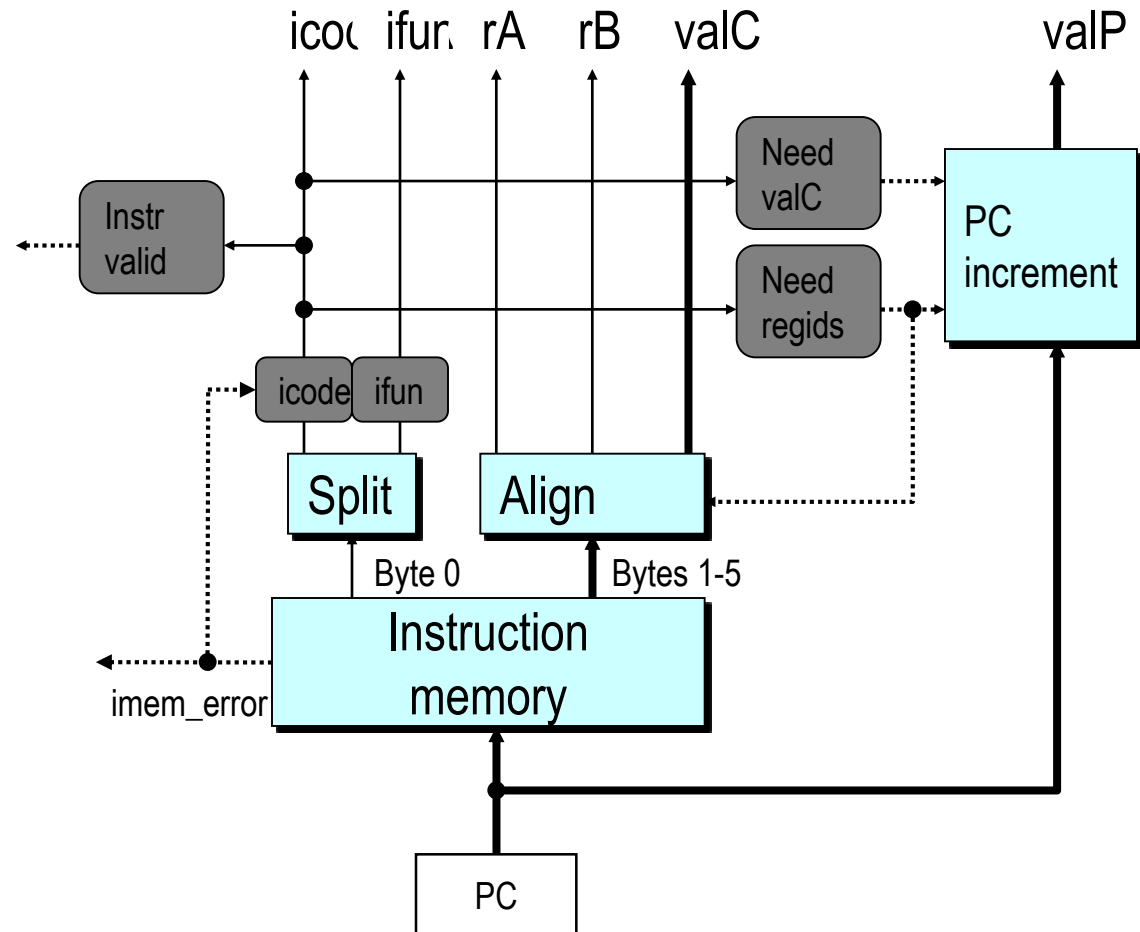 ifun rA rB valC valP
Need
valC
Instr
valid
PC
increment
Need
regids
icode ifun
Split
Align
Byte 0
Bytes 1-5
Instruction
memory
imem_error
PC